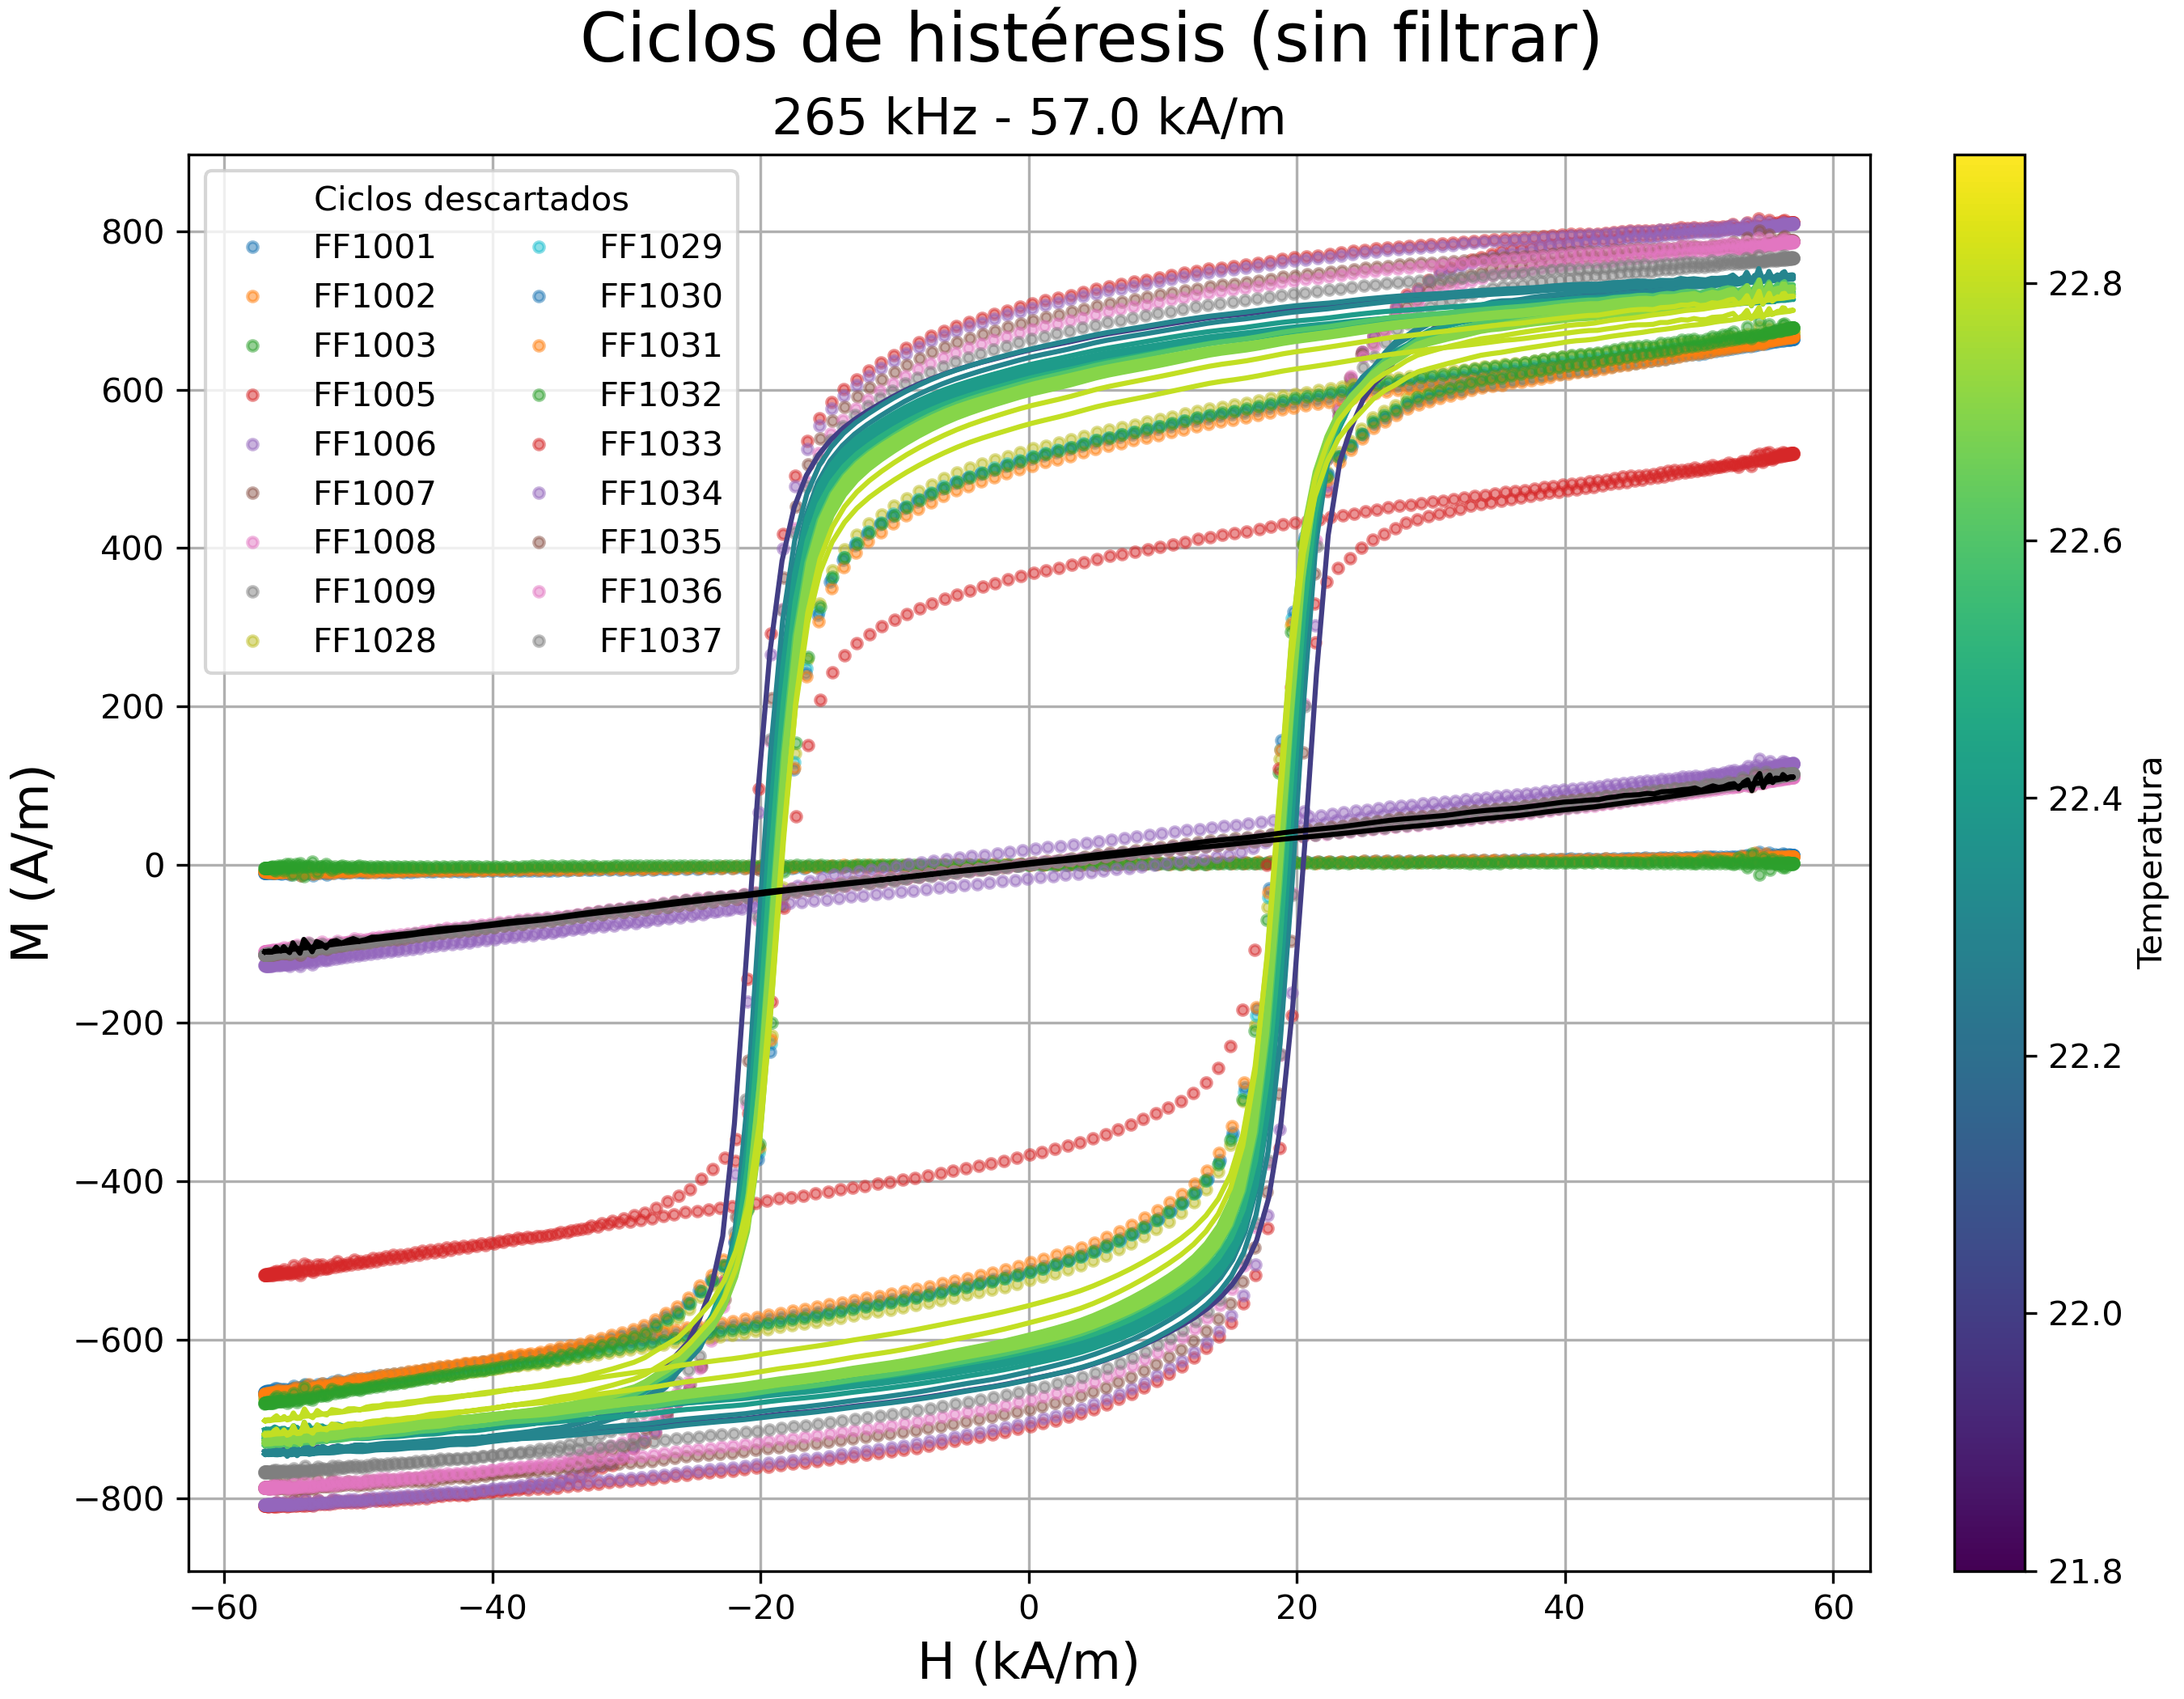 Ciclos de histéresis (sin filtrar)
265 kHz - 57.0 kA/m
Ciclos descartados
FF1001 FF1029
FF1002 FF1030
FF1003 FF1031
FF1005 FF1032
FF1006 FF1033
FF1007 FF1034
FF1008 FF1035
FF1009 FF1036
FF1028 FF1037
800
600
400
200
0
−200
−400
−600
−800
M (A/m)
−60 −40 −20 0 20 40 60
H (kA/m)
22.8
22.6
22.4
22.2
22.0
21.8
Temperatura